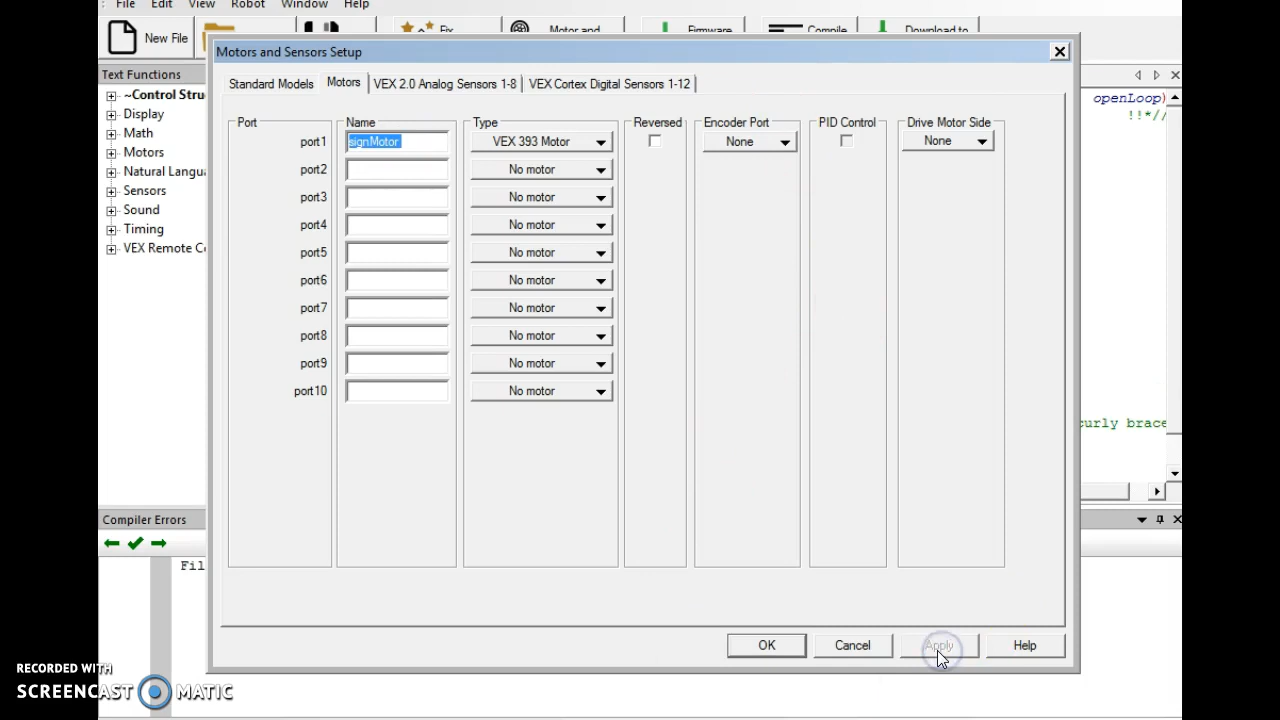 File Edit View Robot Window Help
New File Fix Motor and Firmware Compile Download to
Motors and Sensors Setup
Text Functions
Standard Models Motors VEX 2.0 Analog Sensors 1-8 VEX Cortex Digital Sensors 1-12
~Control Stru
Display
Math
Motors
Natural Langua
Sensors
Sound
Timing
VEX Remote Co
openLoop)
!!*//
Port Name Type Reversed Encoder Port PID Control Drive Motor Side
port1 signMotor VEX 393 Motor None None
port2 No motor
port3 No motor
port4 No motor
port5 No motor
port6 No motor
port7 No motor
port8 No motor
port9 No motor
port10 No motor
curly brace
Compiler Errors
Fil
OK Cancel Apply Help
RECORDED WITH
SCREENCAST MATIC